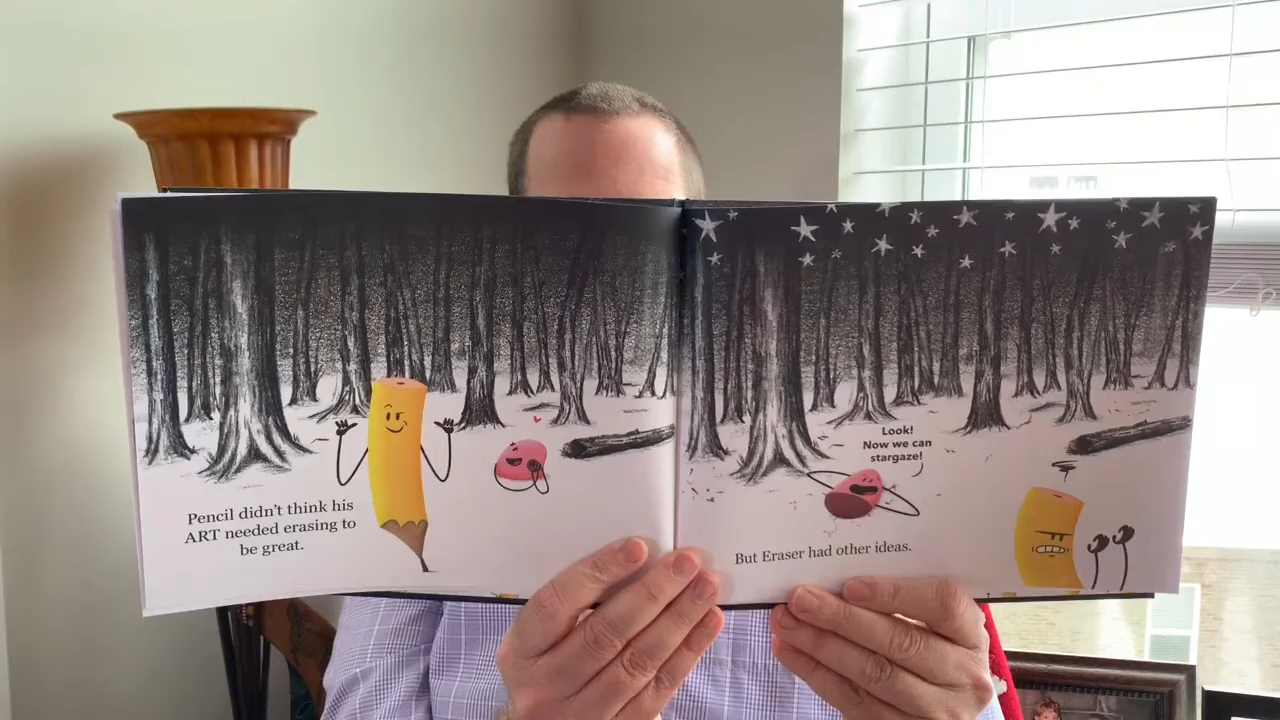 Pencil didn't think his
ART needed erasing to
be great.
Look!
Now we can
stargaze!
But Eraser had other ideas.